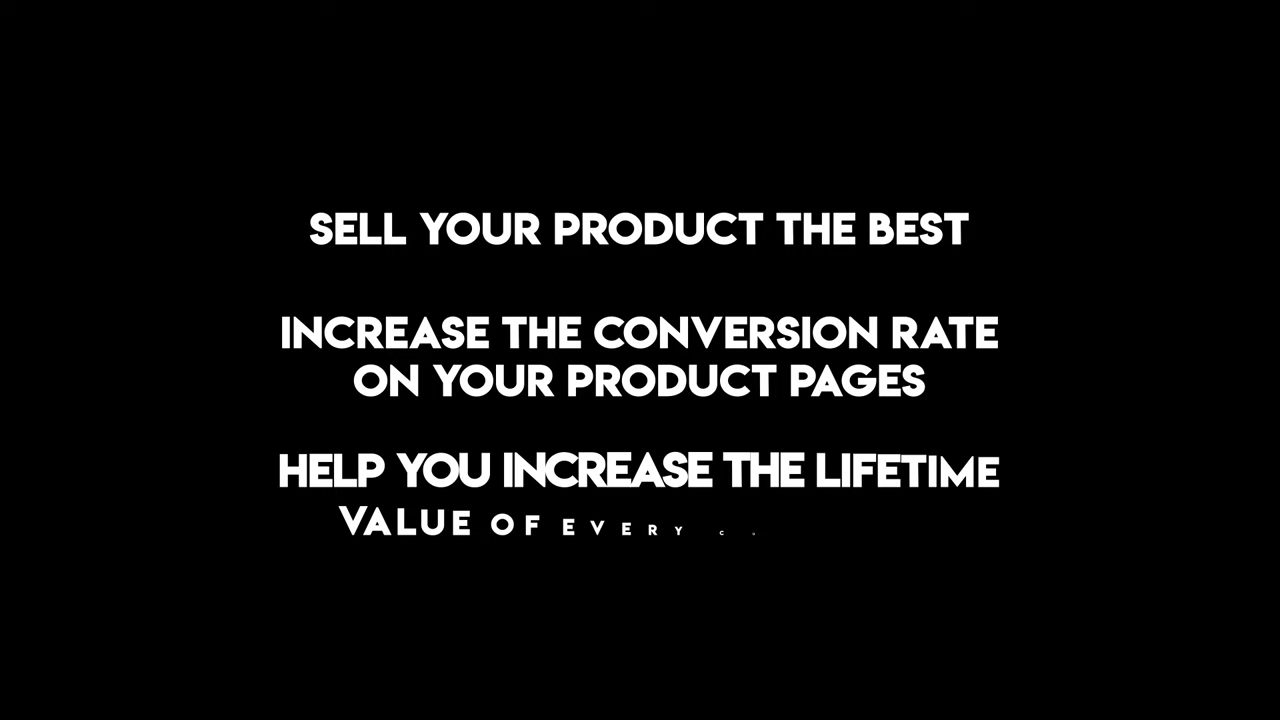 SELL YOUR PRODUCT THE BEST
INCREASE THE CONVERSION RATE
ON YOUR PRODUCT PAGES
HELP YOU INCREASE THE LIFETIME
VALUE OF EVERY